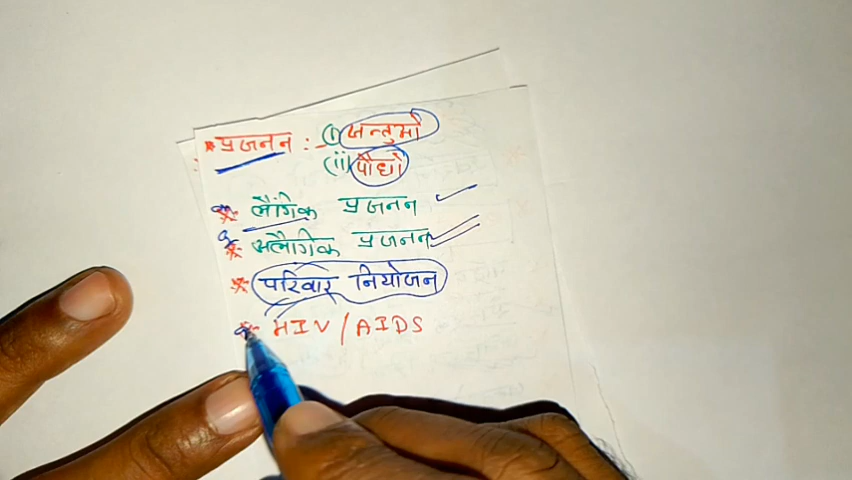 * प्रजनन :- (i) जन्तुओ
(ii) पौधों
* लैंगिक प्रजनन
* अलैगिक प्रजनन
* परिवार नियोजन
* HIV / AIDS